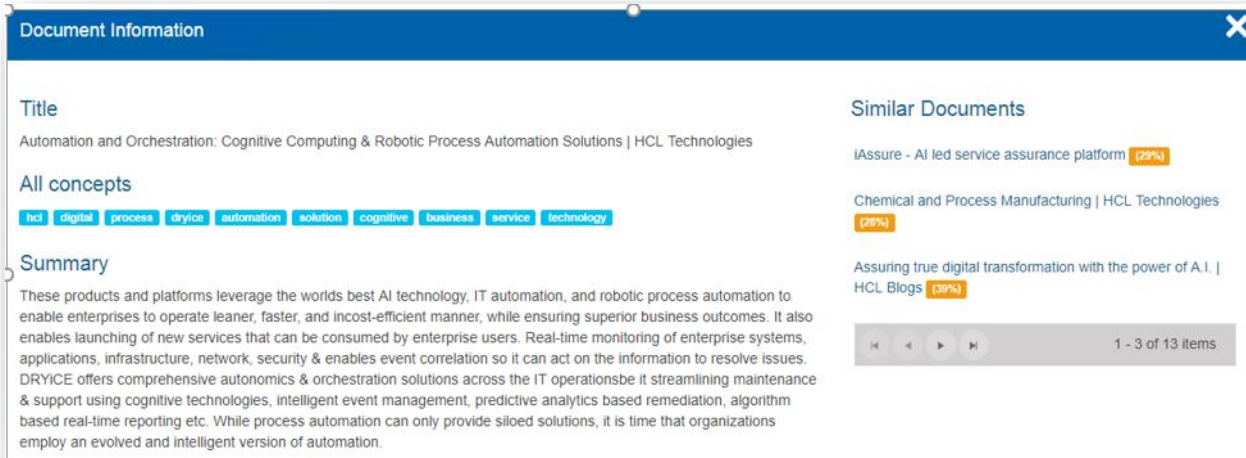 Document Information
Title
Automation and Orchestration: Cognitive Computing & Robotic Process Automation Solutions | HCL Technologies
All concepts
hcl digital process dryice automation solution cognitive business service technology
Summary
These products and platforms leverage the worlds best AI technology, IT automation, and robotic process automation to
enable enterprises to operate leaner, faster, and incost-efficient manner, while ensuring superior business outcomes. It also
enables launching of new services that can be consumed by enterprise users. Real-time monitoring of enterprise systems,
applications, infrastructure, network, security & enables event correlation so it can act on the information to resolve issues.
DRYiCE offers comprehensive autonomics & orchestration solutions across the IT operationsbe it streamlining maintenance
& support using cognitive technologies, intelligent event management, predictive analytics based remediation, algorithm
based real-time reporting etc. While process automation can only provide siloed solutions, it is time that organizations
employ an evolved and intelligent version of automation.
Similar Documents
iAssure - AI led service assurance platform (29%)
Chemical and Process Manufacturing | HCL Technologies
(28%)
Assuring true digital transformation with the power of A.I. |
HCL Blogs (39%)
1 - 3 of 13 items